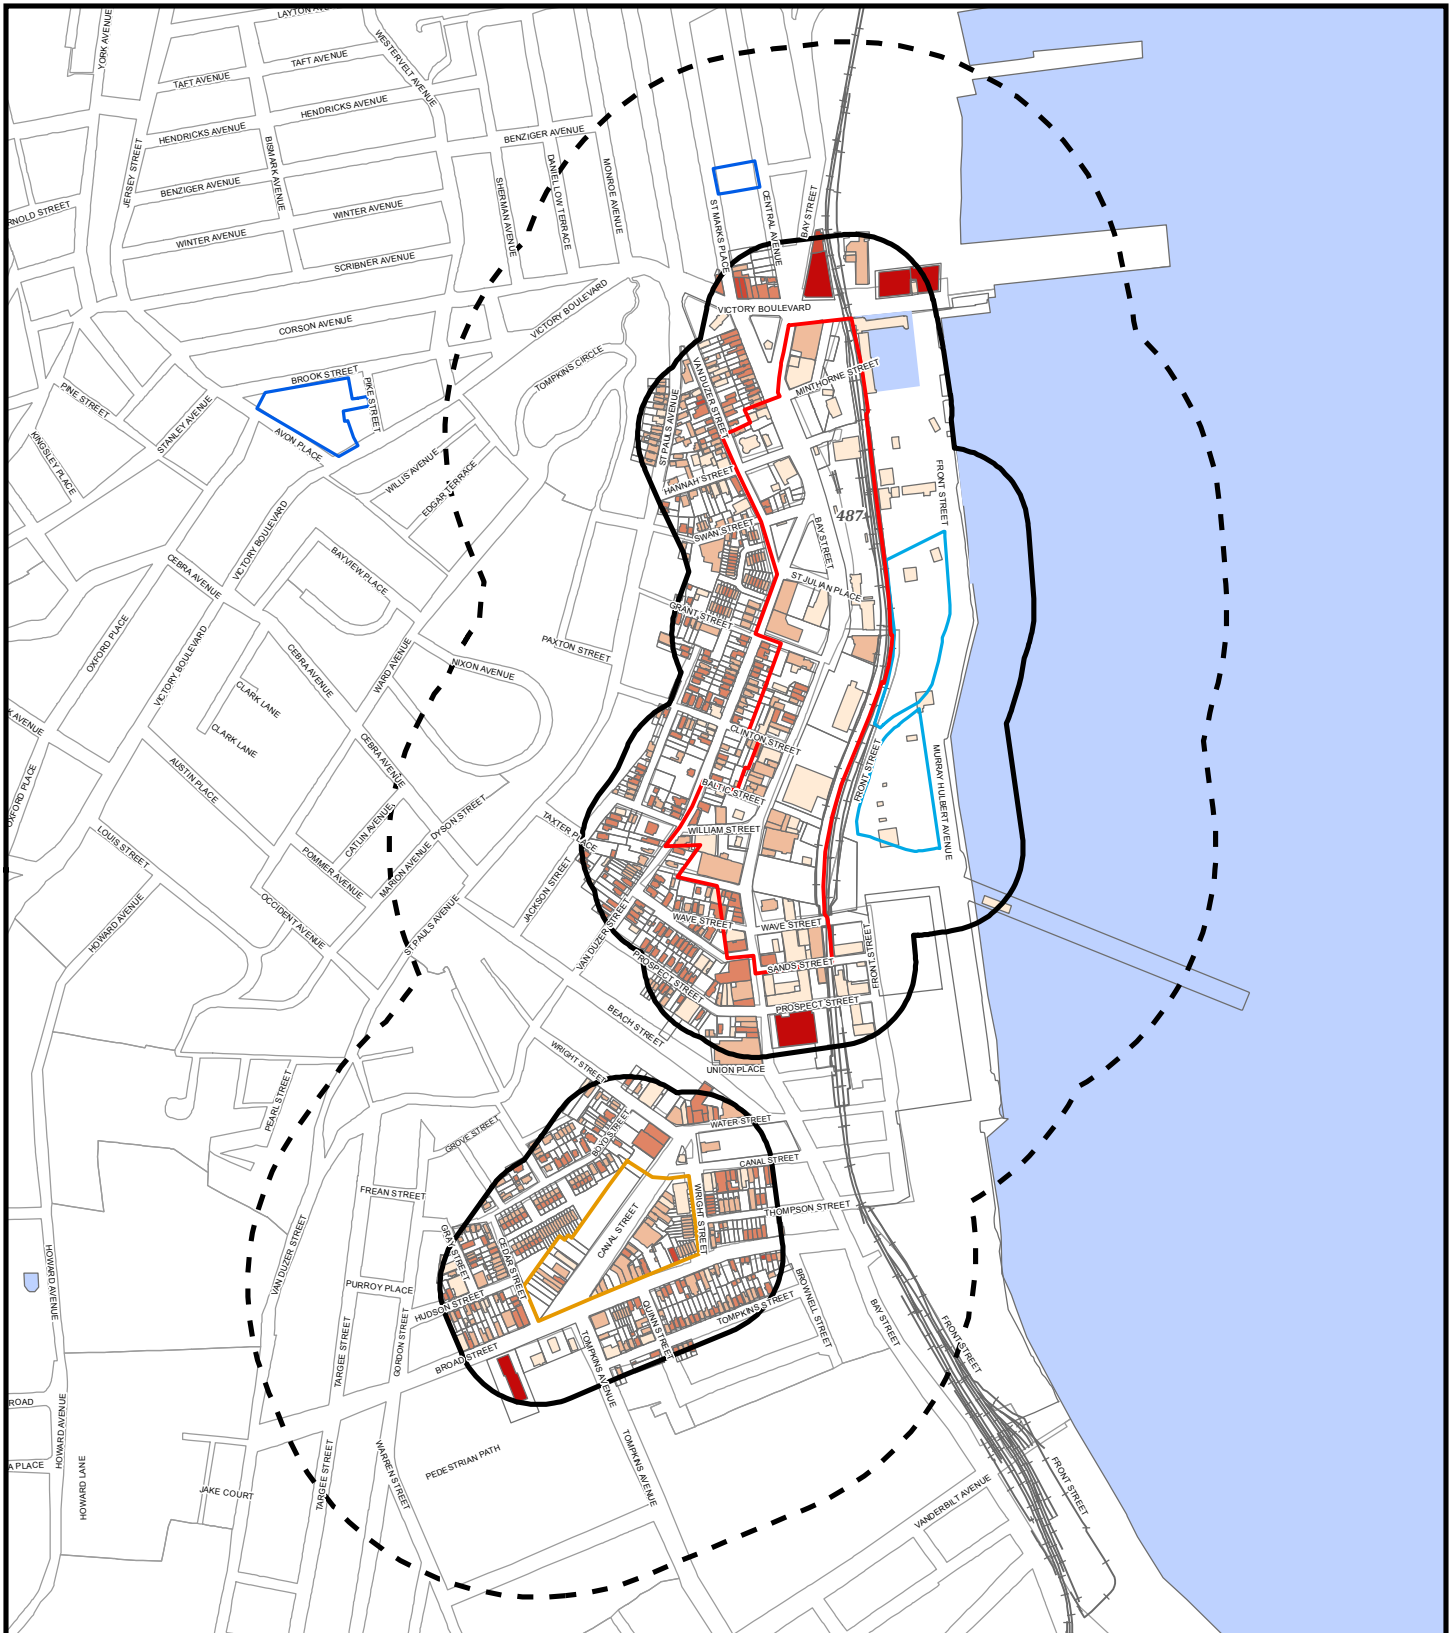 LAYTON AVENUE
YORK AVENUE
WESTERVELT AVENUE
TAFT AVENUE
TAFT AVENUE
HENDRICKS AVENUE
HENDRICKS AVENUE
BENZIGER AVENUE
JERSEY STREET
BISMARK AVENUE
DANIEL LOW TERRACE
MONROE AVENUE
SHERMAN AVENUE
BENZIGER AVENUE
WINTER AVENUE
WINTER AVENUE
RNOLD STREET
SCRIBNER AVENUE
ST MARKS PLACE
CENTRAL AVENUE
BAY STREET
VICTORY BOULEVARD
VICTORY BOULEVARD
CORSON AVENUE
TOMPKINS CIRCLE
BROOK STREET
PIKE STREET
PINE STREET
STANLEY AVENUE
AVON PLACE
KINGSLEY PLACE
WILLIS AVENUE
EDGAR TERRACE
VAN DUZER STREET
ST PAULS AVENUE
MINTHORNE STREET
HANNAH STREET
FRONT STREET
487
SWAN STREET
BAY STREET
VICTORY BOULEVARD
BAYVIEW PLACE
CEBRA AVENUE
ST JULIAN PLACE
GRANT STREET
OXFORD PLACE
VICTORY BOULEVARD
CEBRA AVENUE
WARD AVENUE
NIXON AVENUE
PAXTON STREET
CLARK LANE
CLARK LANE
K AVENUE
CLINTON STREET
CEBRA AVENUE
AUSTIN PLACE
OXFORD PLACE
BALTIC STREET
FRONT STREET
MURRAY HULBERT AVENUE
CATLIN AVENUE
DYSON STREET
TAXTER PLACE
WILLIAM STREET
LOUIS STREET
POMMER AVENUE
MARION AVENUE
JACKSON STREET
HOWARD AVENUE
OCCIDENT AVENUE
ST PAULS AVENUE
VAN DUZER STREET
WAVE STREET
WAVE STREET
FRONT STREET
SANDS STREET
PROSPECT STREET
PROSPECT STREET
BEACH STREET
WRIGHT STREET
UNION PLACE
PEARL STREET
GROVE STREET
BOYD STREET
WATER STREET
CANAL STREET
FREAN STREET
WRIGHT STREET
THOMPSON STREET
CANAL STREET
GRAY STREET
CEDAR STREET
VAN DUZER STREET
HOWARD AVENUE
PURROY PLACE
HUDSON STREET
QUINN STREET
TOMPKINS STREET
BROWNELL STREET
BAY STREET
FRONT STREET
TARGEE STREET
GORDON STREET
BROAD STREET
TOMPKINS AVENUE
ROAD
HOWARD AVENUE
A PLACE
HOWARD LANE
JAKE COURT
TARGEE STREET
WARREN STREET
PEDESTRIAN PATH
TOMPKINS AVENUE
VANDERBILT AVENUE
FRONT STREET